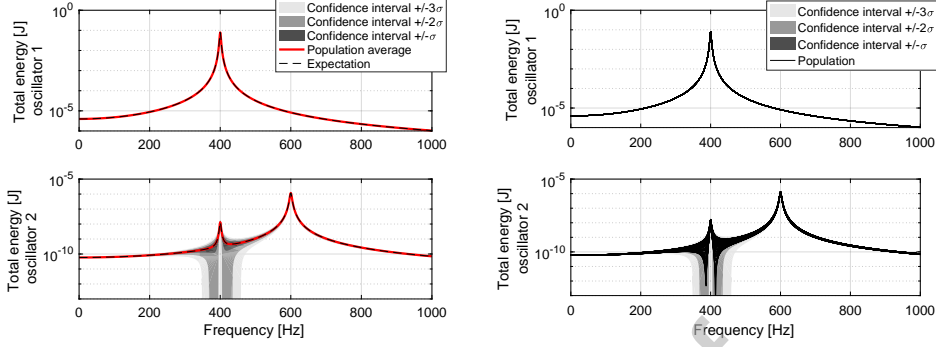 Confidence interval +/-3σ
Confidence interval +/-2σ
Confidence interval +/-σ
Population average
Expectation
10^0
10^-5
Total energy [J]
oscillator 1
0 200 400 600 800 1000
10^-5
10^-10
Total energy [J]
oscillator 2
0 200 400 600 800 1000
Frequency [Hz]
Confidence interval +/-3σ
Confidence interval +/-2σ
Confidence interval +/-σ
Population
10^0
10^-5
Total energy [J]
oscillator 1
0 200 400 600 800 1000
10^-5
10^-10
Total energy [J]
oscillator 2
0 200 400 600 800 1000
Frequency [Hz]